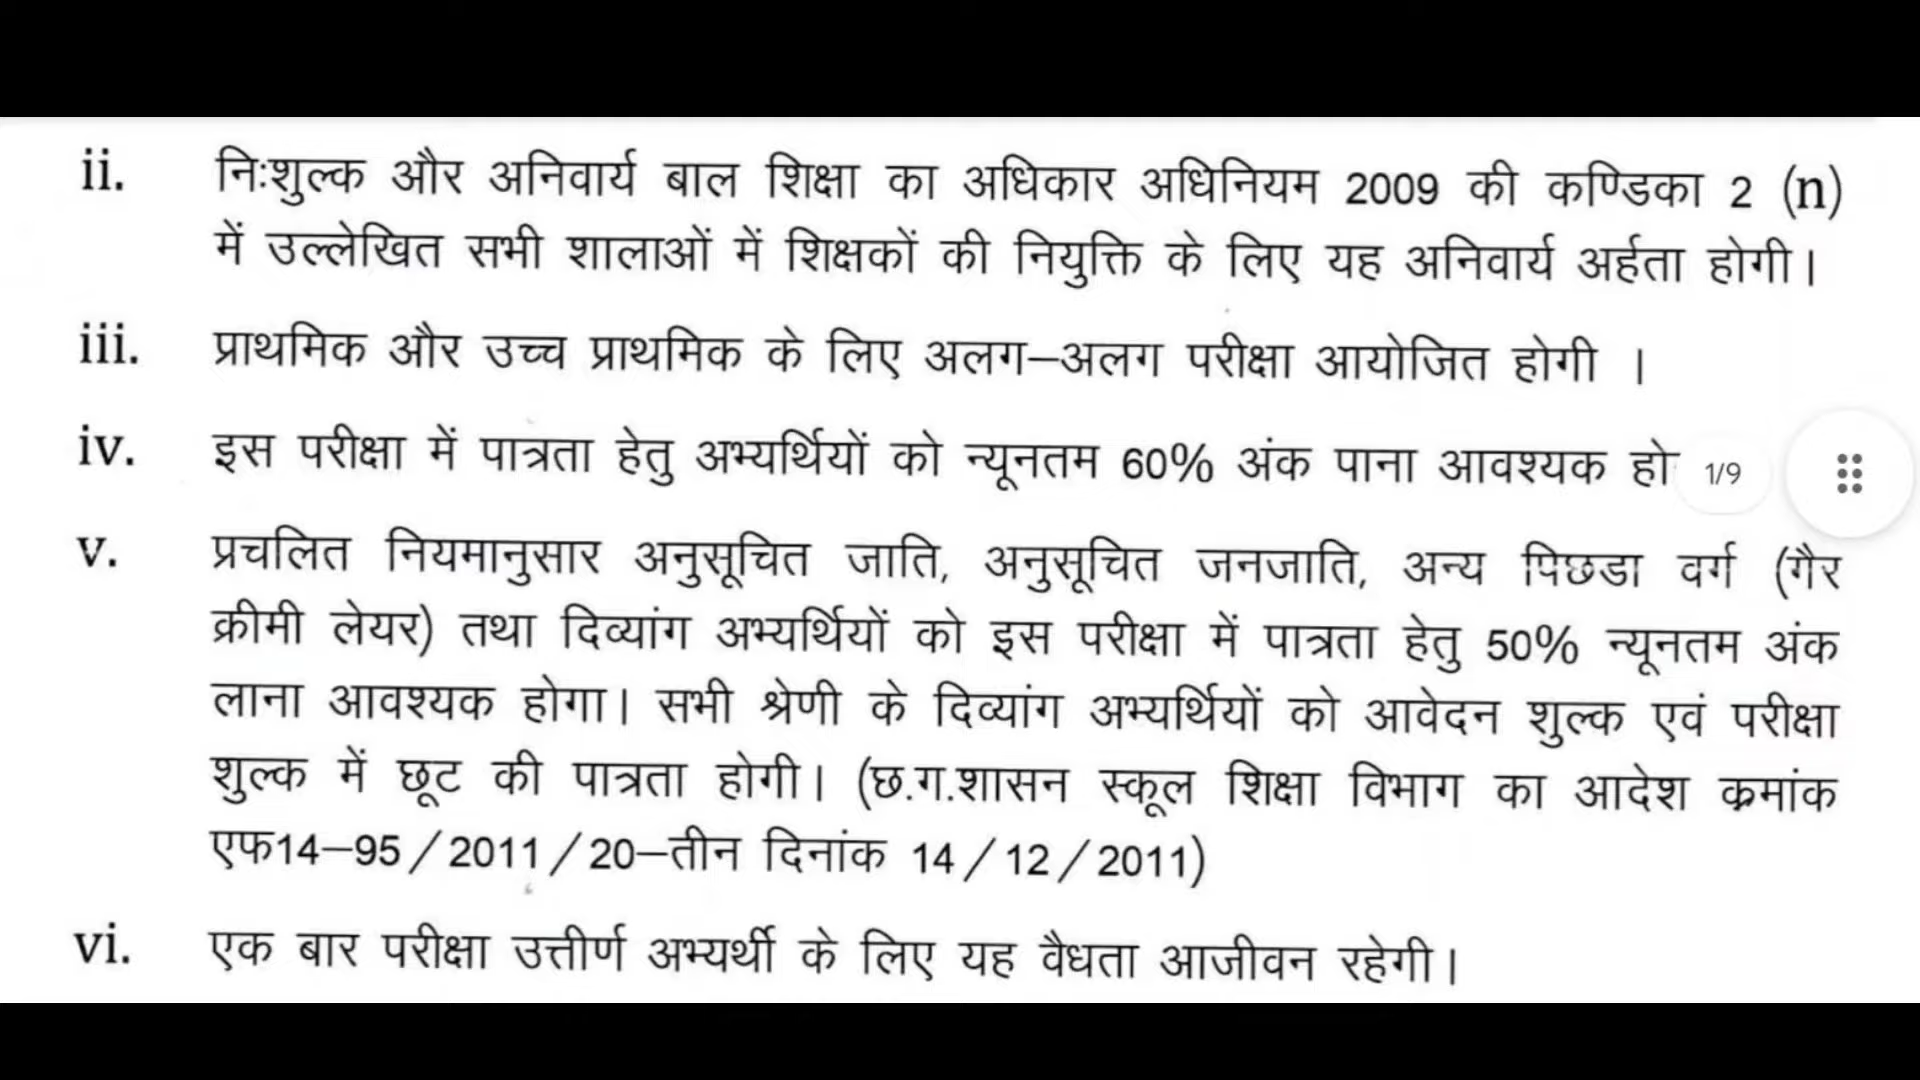 ii. निःशुल्क और अनिवार्य बाल शिक्षा का अधिकार अधिनियम 2009 की कण्डिका 2 (n)
में उल्लेखित सभी शालाओं में शिक्षकों की नियुक्ति के लिए यह अनिवार्य अर्हता होगी।
iii. प्राथमिक और उच्च प्राथमिक के लिए अलग–अलग परीक्षा आयोजित होगी ।
iv. इस परीक्षा में पात्रता हेतु अभ्यर्थियों को न्यूनतम 60% अंक पाना आवश्यक हो
1/9
v. प्रचलित नियमानुसार अनुसूचित जाति, अनुसूचित जनजाति, अन्य पिछडा वर्ग (गैर
क्रीमी लेयर) तथा दिव्यांग अभ्यर्थियों को इस परीक्षा में पात्रता हेतु 50% न्यूनतम अंक
लाना आवश्यक होगा। सभी श्रेणी के दिव्यांग अभ्यर्थियों को आवेदन शुल्क एवं परीक्षा
शुल्क में छूट की पात्रता होगी। (छ.ग.शासन स्कूल शिक्षा विभाग का आदेश क्रमांक
एफ14–95/2011/20–तीन दिनांक 14/12/2011)
vi. एक बार परीक्षा उत्तीर्ण अभ्यर्थी के लिए यह वैधता आजीवन रहेगी।